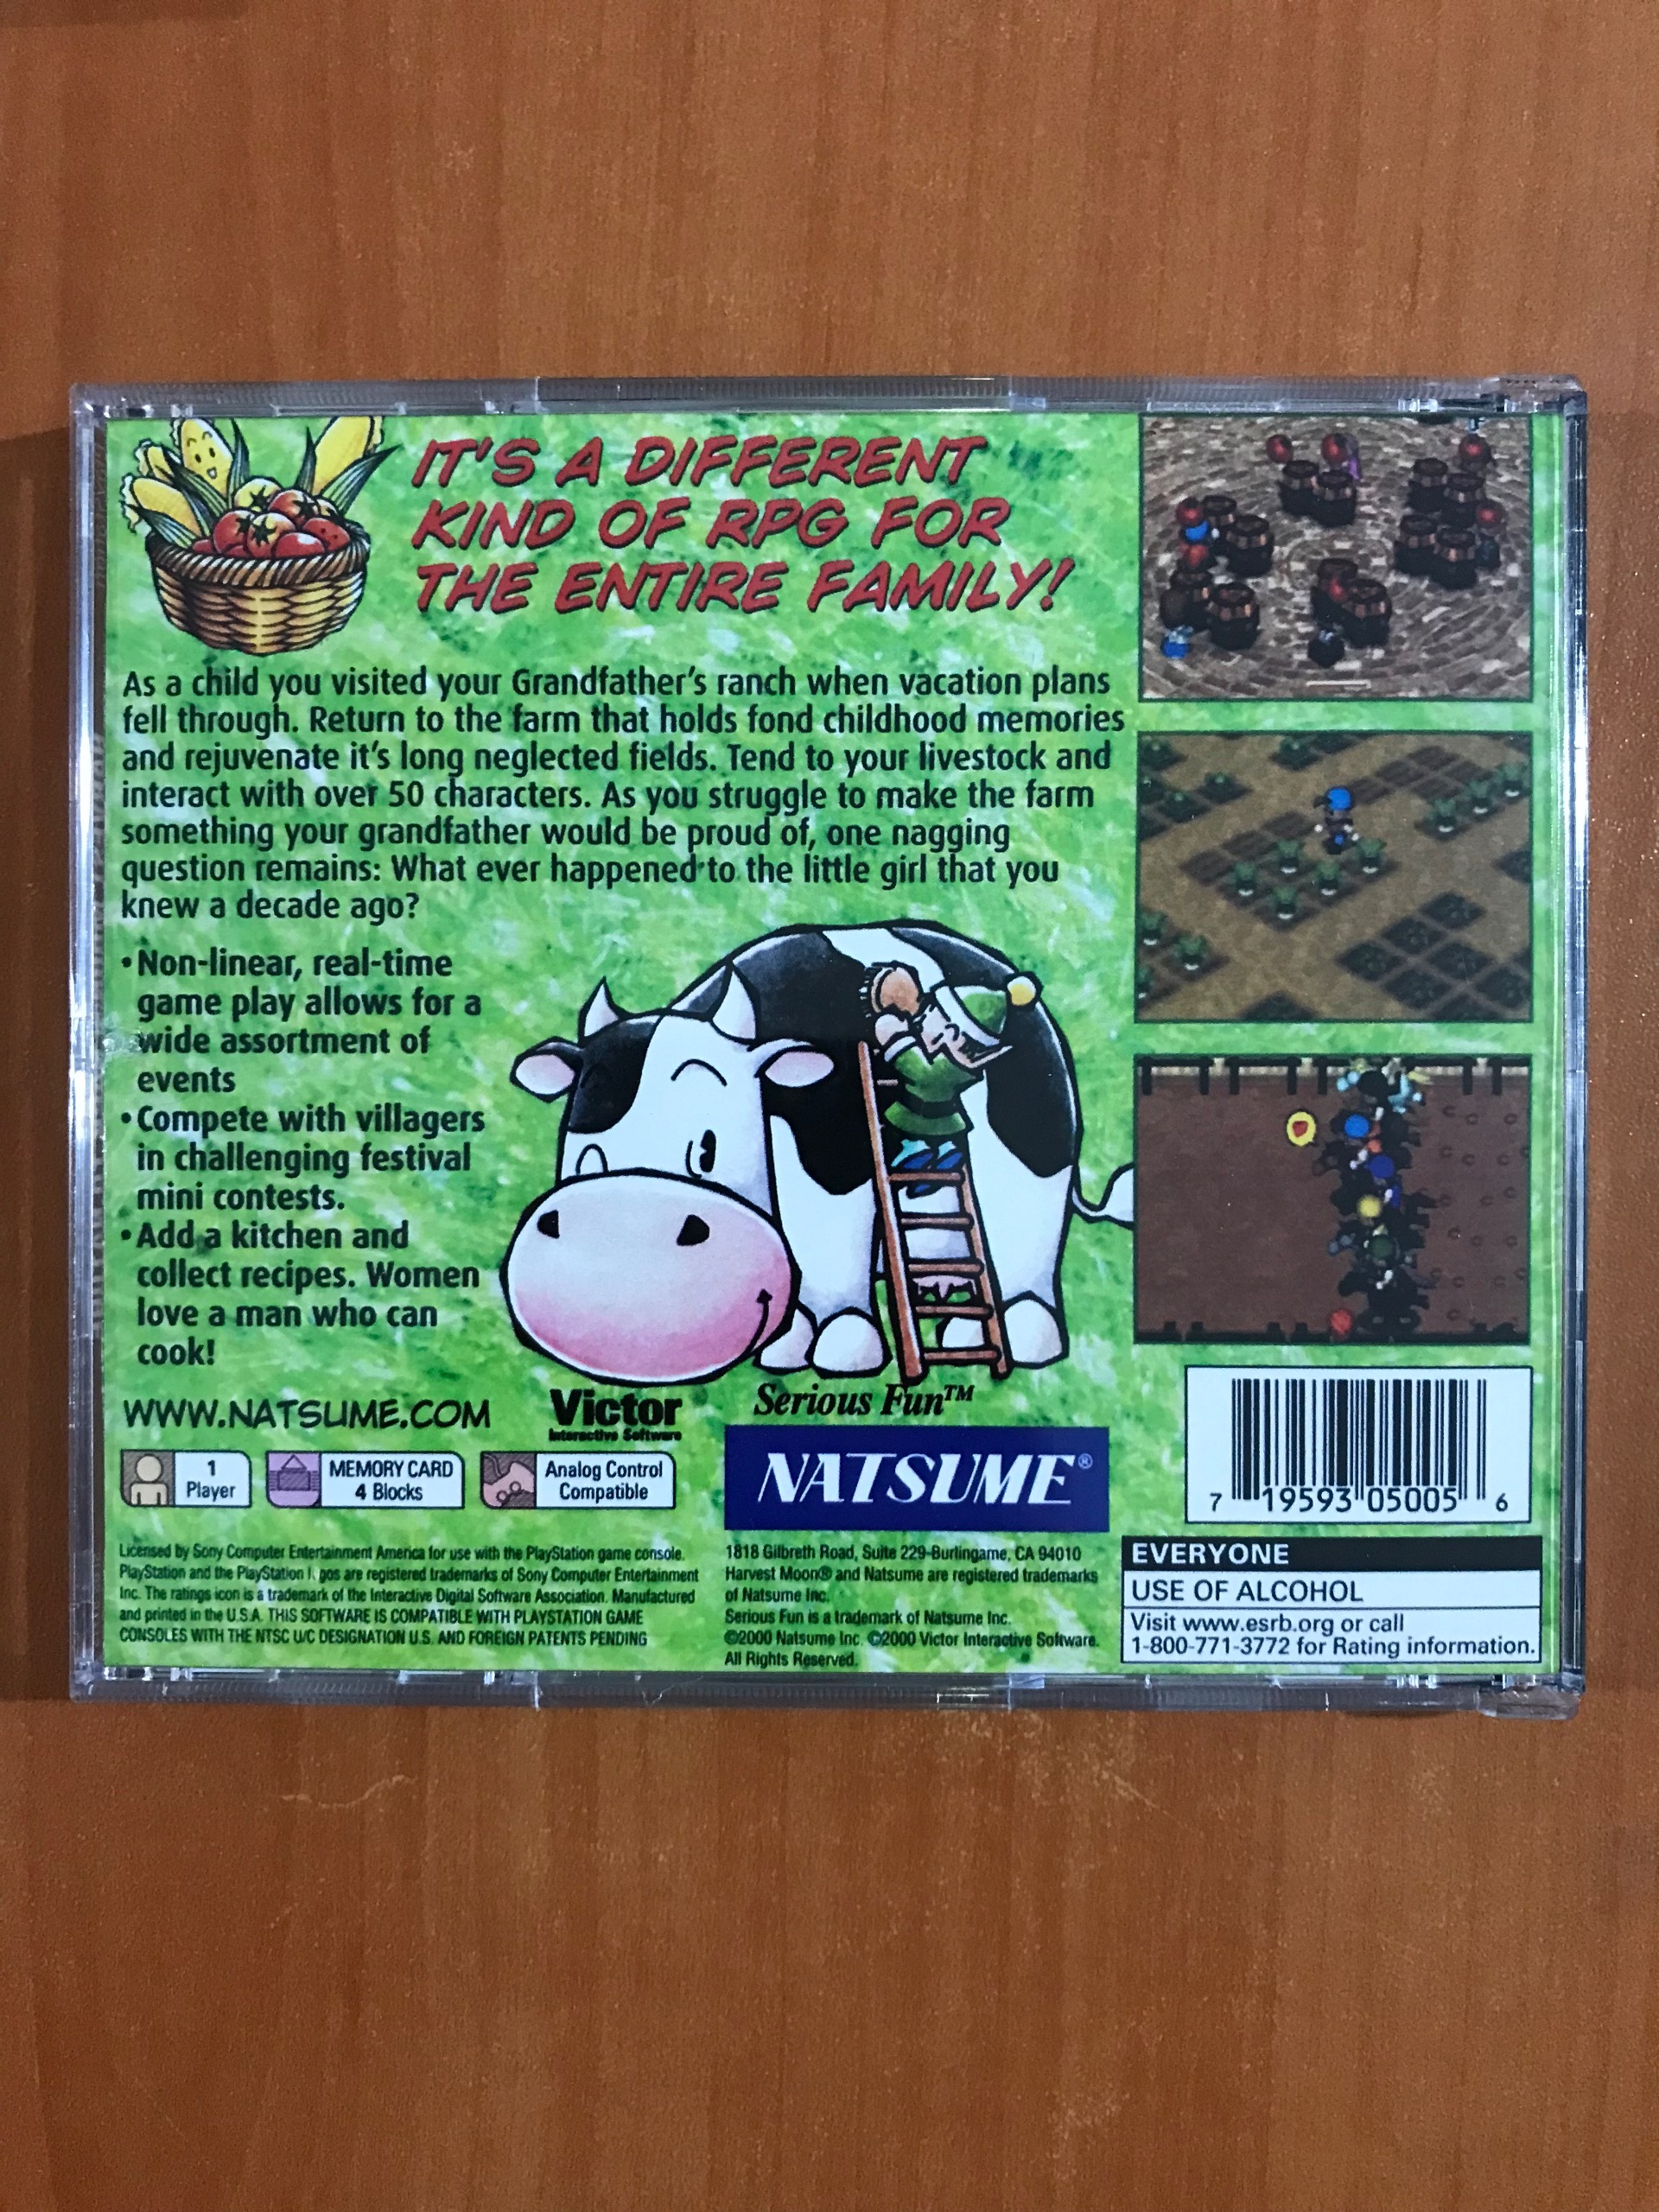 IT'S A DIFFERENT
KIND OF RPG FOR
THE ENTIRE FAMILY!
As a child you visited your Grandfather's ranch when vacation plans
fell through. Return to the farm that holds fond childhood memories
and rejuvenate it's long neglected fields. Tend to your livestock and
interact with over 50 characters. As you struggle to make the farm
something your grandfather would be proud of, one nagging
question remains: What ever happened to the little girl that you
knew a decade ago?
•Non-linear, real-time
game play allows for a
wide assortment of
events
•Compete with villagers
in challenging festival
mini contests.
•Add a kitchen and
collect recipes. Women
love a man who can
cook!
WWW.NATSUME.COM
Victor
Interactive Software
Serious Fun™
NATSUME®
1
Player
MEMORY CARD
4 Blocks
Analog Control
Compatible
7 19593 05005 6
Licensed by Sony Computer Entertainment America for use with the PlayStation game console.
PlayStation and the PlayStation l. gos are registered trademarks of Sony Computer Entertainment
Inc. The ratings icon is a trademark of the Interactive Digital Software Association. Manufactured
and printed in the U.S.A. THIS SOFTWARE IS COMPATIBLE WITH PLAYSTATION GAME
CONSOLES WITH THE NTSC U/C DESIGNATION U.S. AND FOREIGN PATENTS PENDING
1818 Gilbreth Road, Suite 229-Burlingame, CA 94010
Harvest Moon® and Natsume are registered trademarks
of Natsume Inc.
Serious Fun is a trademark of Natsume Inc.
©2000 Natsume Inc. ©2000 Victor Interactive Software.
All Rights Reserved.
EVERYONE
USE OF ALCOHOL
Visit www.esrb.org or call
1-800-771-3772 for Rating information.